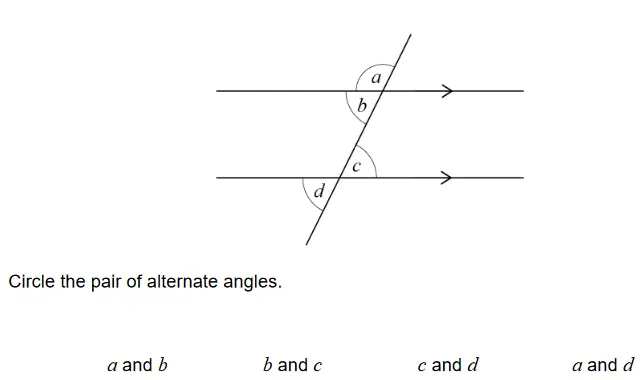 a
b
c
d
Circle the pair of alternate angles.
a and b b and c c and d a and d